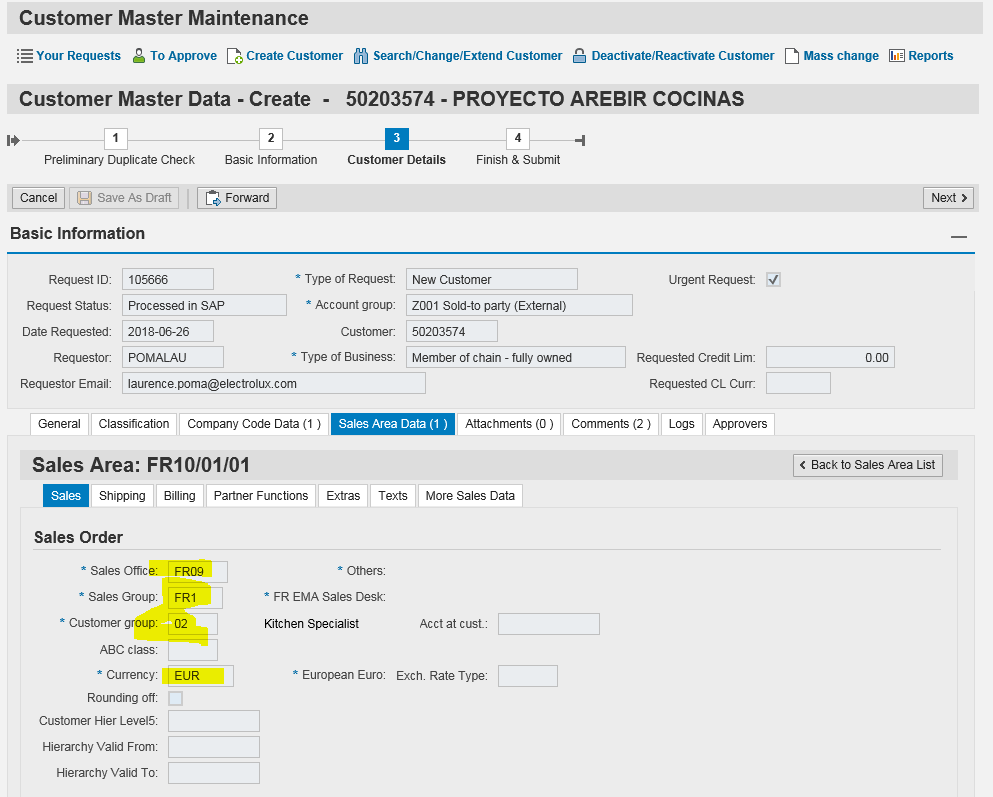 Customer Master Maintenance
Your Requests To Approve Create Customer Search/Change/Extend Customer Deactivate/Reactivate Customer Mass change Reports
Customer Master Data - Create - 50203574 - PROYECTO AREBIR COCINAS
1 2 3 4
Preliminary Duplicate Check Basic Information Customer Details Finish & Submit
Cancel Save As Draft Forward Next
Basic Information
Request ID: 105666 * Type of Request: New Customer Urgent Request:
Request Status: Processed in SAP * Account group: Z001 Sold-to party (External)
Date Requested: 2018-06-26 Customer: 50203574
Requestor: POMALAU * Type of Business: Member of chain - fully owned Requested Credit Lim: 0.00
Requestor Email: laurence.poma@electrolux.com Requested CL Curr:
General Classification Company Code Data (1 ) Sales Area Data (1 ) Attachments (0 ) Comments (2 ) Logs Approvers
Sales Area: FR10/01/01 Back to Sales Area List
Sales Shipping Billing Partner Functions Extras Texts More Sales Data
Sales Order
* Sales Office: FR09 * Others:
* Sales Group: FR1 * FR EMA Sales Desk:
* Customer group: 02 Kitchen Specialist Acct at cust.:
ABC class:
* Currency: EUR * European Euro: Exch. Rate Type:
Rounding off:
Customer Hier Level5:
Hierarchy Valid From:
Hierarchy Valid To: